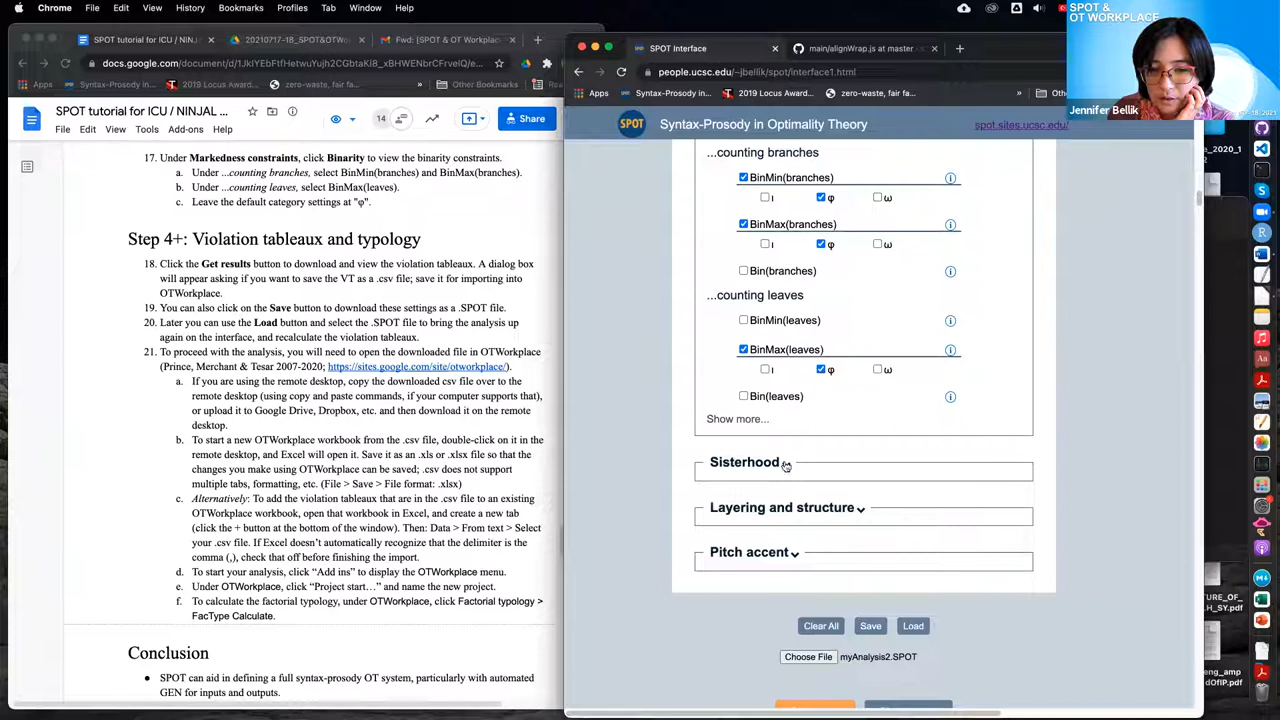 Chrome File Edit View History Bookmarks Profiles Tab Window Help
SPOT tutorial for ICU / NINJ
20210717-18_SPOT&OTWo
Fwd: [SPOT & OT Workplac
docs.google.com/document/d/1JkIYEbFtfHetwuYujh2CGbtaKi8_xBHWENbrCFrvelQ/e...
Apps Syntax-Prosody in... 2019 Locus Award... zero-waste, fair fa... Other Bookmarks
SPOT tutorial for ICU / NINJAL
File Edit View Tools Add-ons Help
14
Share
17. Under Markedness constraints, click Binarity to view the binarity constraints.
a. Under ...counting branches, select BinMin(branches) and BinMax(branches).
b. Under ...counting leaves, select BinMax(leaves).
c. Leave the default category settings at "φ".
Step 4+: Violation tableaux and typology
18. Click the Get results button to download and view the violation tableaux. A dialog box
will appear asking if you want to save the VT as a .csv file; save it for importing into
OTWorkplace.
19. You can also click on the Save button to download these settings as a .SPOT file.
20. Later you can use the Load button and select the .SPOT file to bring the analysis up
again on the interface, and recalculate the violation tableaux.
21. To proceed with the analysis, you will need to open the downloaded file in OTWorkplace
(Prince, Merchant & Tesar 2007-2020; https://sites.google.com/site/otworkplace/).
a. If you are using the remote desktop, copy the downloaded csv file over to the
remote desktop (using copy and paste commands, if your computer supports that),
or upload it to Google Drive, Dropbox, etc. and then download it on the remote
desktop.
b. To start a new OTWorkplace workbook from the .csv file, double-click on it in the
remote desktop, and Excel will open it. Save it as an .xls or .xlsx file so that the
changes you make using OTWorkplace can be saved; .csv does not support
multiple tabs, formatting, etc. (File > Save > File format: .xlsx)
c. Alternatively: To add the violation tableaux that are in the .csv file to an existing
OTWorkplace workbook, open that workbook in Excel, and create a new tab
(click the + button at the bottom of the window). Then: Data > From text > Select
your .csv file. If Excel doesn't automatically recognize that the delimiter is the
comma (,), check that off before finishing the import.
d. To start your analysis, click "Add ins" to display the OTWorkplace menu.
e. Under OTWorkplace, click "Project start..." and name the new project.
f. To calculate the factorial typology, under OTWorkplace, click Factorial typology >
FacType Calculate.
Conclusion
● SPOT can aid in defining a full syntax-prosody OT system, particularly with automated
GEN for inputs and outputs.
SPOT Interface
main/alignWrap.js at master
people.ucsc.edu/~jbellik/spot/interface1.html
Apps Syntax-Prosody in... 2019 Locus Award... zero-waste, fair fa... Oth
SPOT Syntax-Prosody in Optimality Theory spot.sites.ucsc.edu/
...counting branches
BinMin(branches)
ι φ ω
BinMax(branches)
ι φ ω
Bin(branches)
...counting leaves
BinMin(leaves)
BinMax(leaves)
ι φ ω
Bin(leaves)
Show more...
Sisterhood
Layering and structure
Pitch accent
Clear All Save Load
Choose File myAnalysis2.SPOT
SPOT &
& OT WORKPLACE
Jennifer Bellik